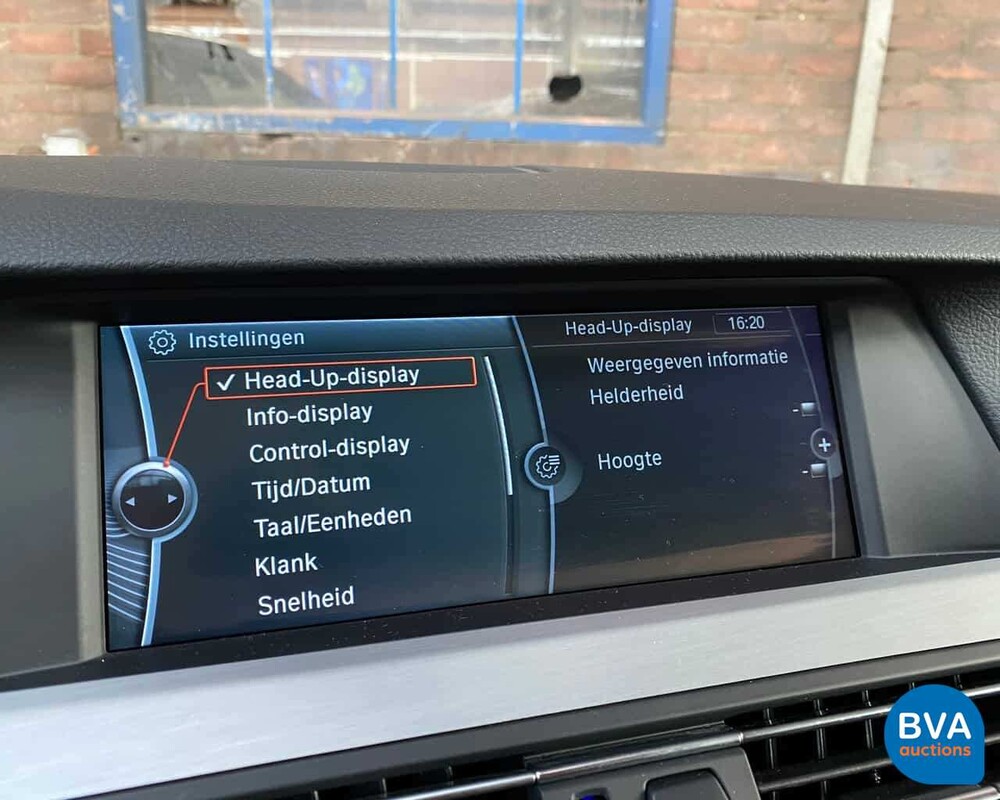 Instellingen
Head-Up-display
Info-display
Control-display
Tijd/Datum
Taal/Eenheden
Klank
Snelheid
Head-Up-display 16:20
Weergegeven informatie
Helderheid
Hoogte
BVA
auctions